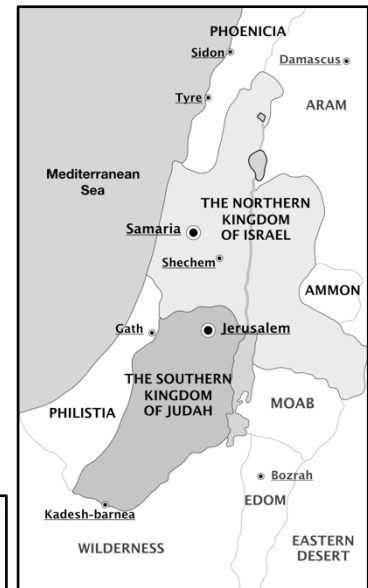 PHOENICIA
Sidon
Damascus
Tyre
ARAM
Mediterranean
Sea
THE NORTHERN
KINGDOM
OF ISRAEL
Samaria
Shechem
AMMON
Gath
Jerusalem
THE SOUTHERN
KINGDOM
OF JUDAH
PHILISTIA
MOAB
Bozrah
EDOM
Kadesh-barnea
WILDERNESS
EASTERN
DESERT